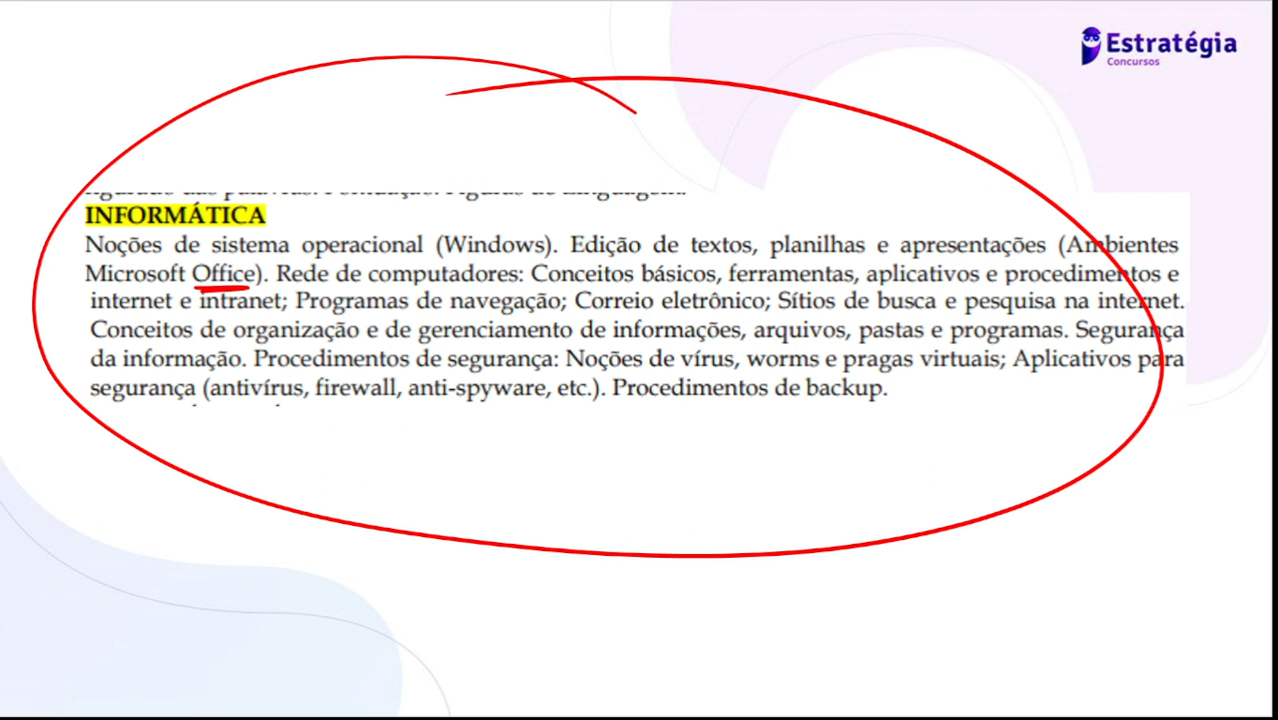 Estratégia
Concursos
INFORMÁTICA
Noções de sistema operacional (Windows). Edição de textos, planilhas e apresentações (Ambientes
Microsoft Office). Rede de computadores: Conceitos básicos, ferramentas, aplicativos e procedimentos e
internet e intranet; Programas de navegação; Correio eletrônico; Sítios de busca e pesquisa na internet.
Conceitos de organização e de gerenciamento de informações, arquivos, pastas e programas. Segurança
da informação. Procedimentos de segurança: Noções de vírus, worms e pragas virtuais; Aplicativos para
segurança (antivírus, firewall, anti-spyware, etc.). Procedimentos de backup.